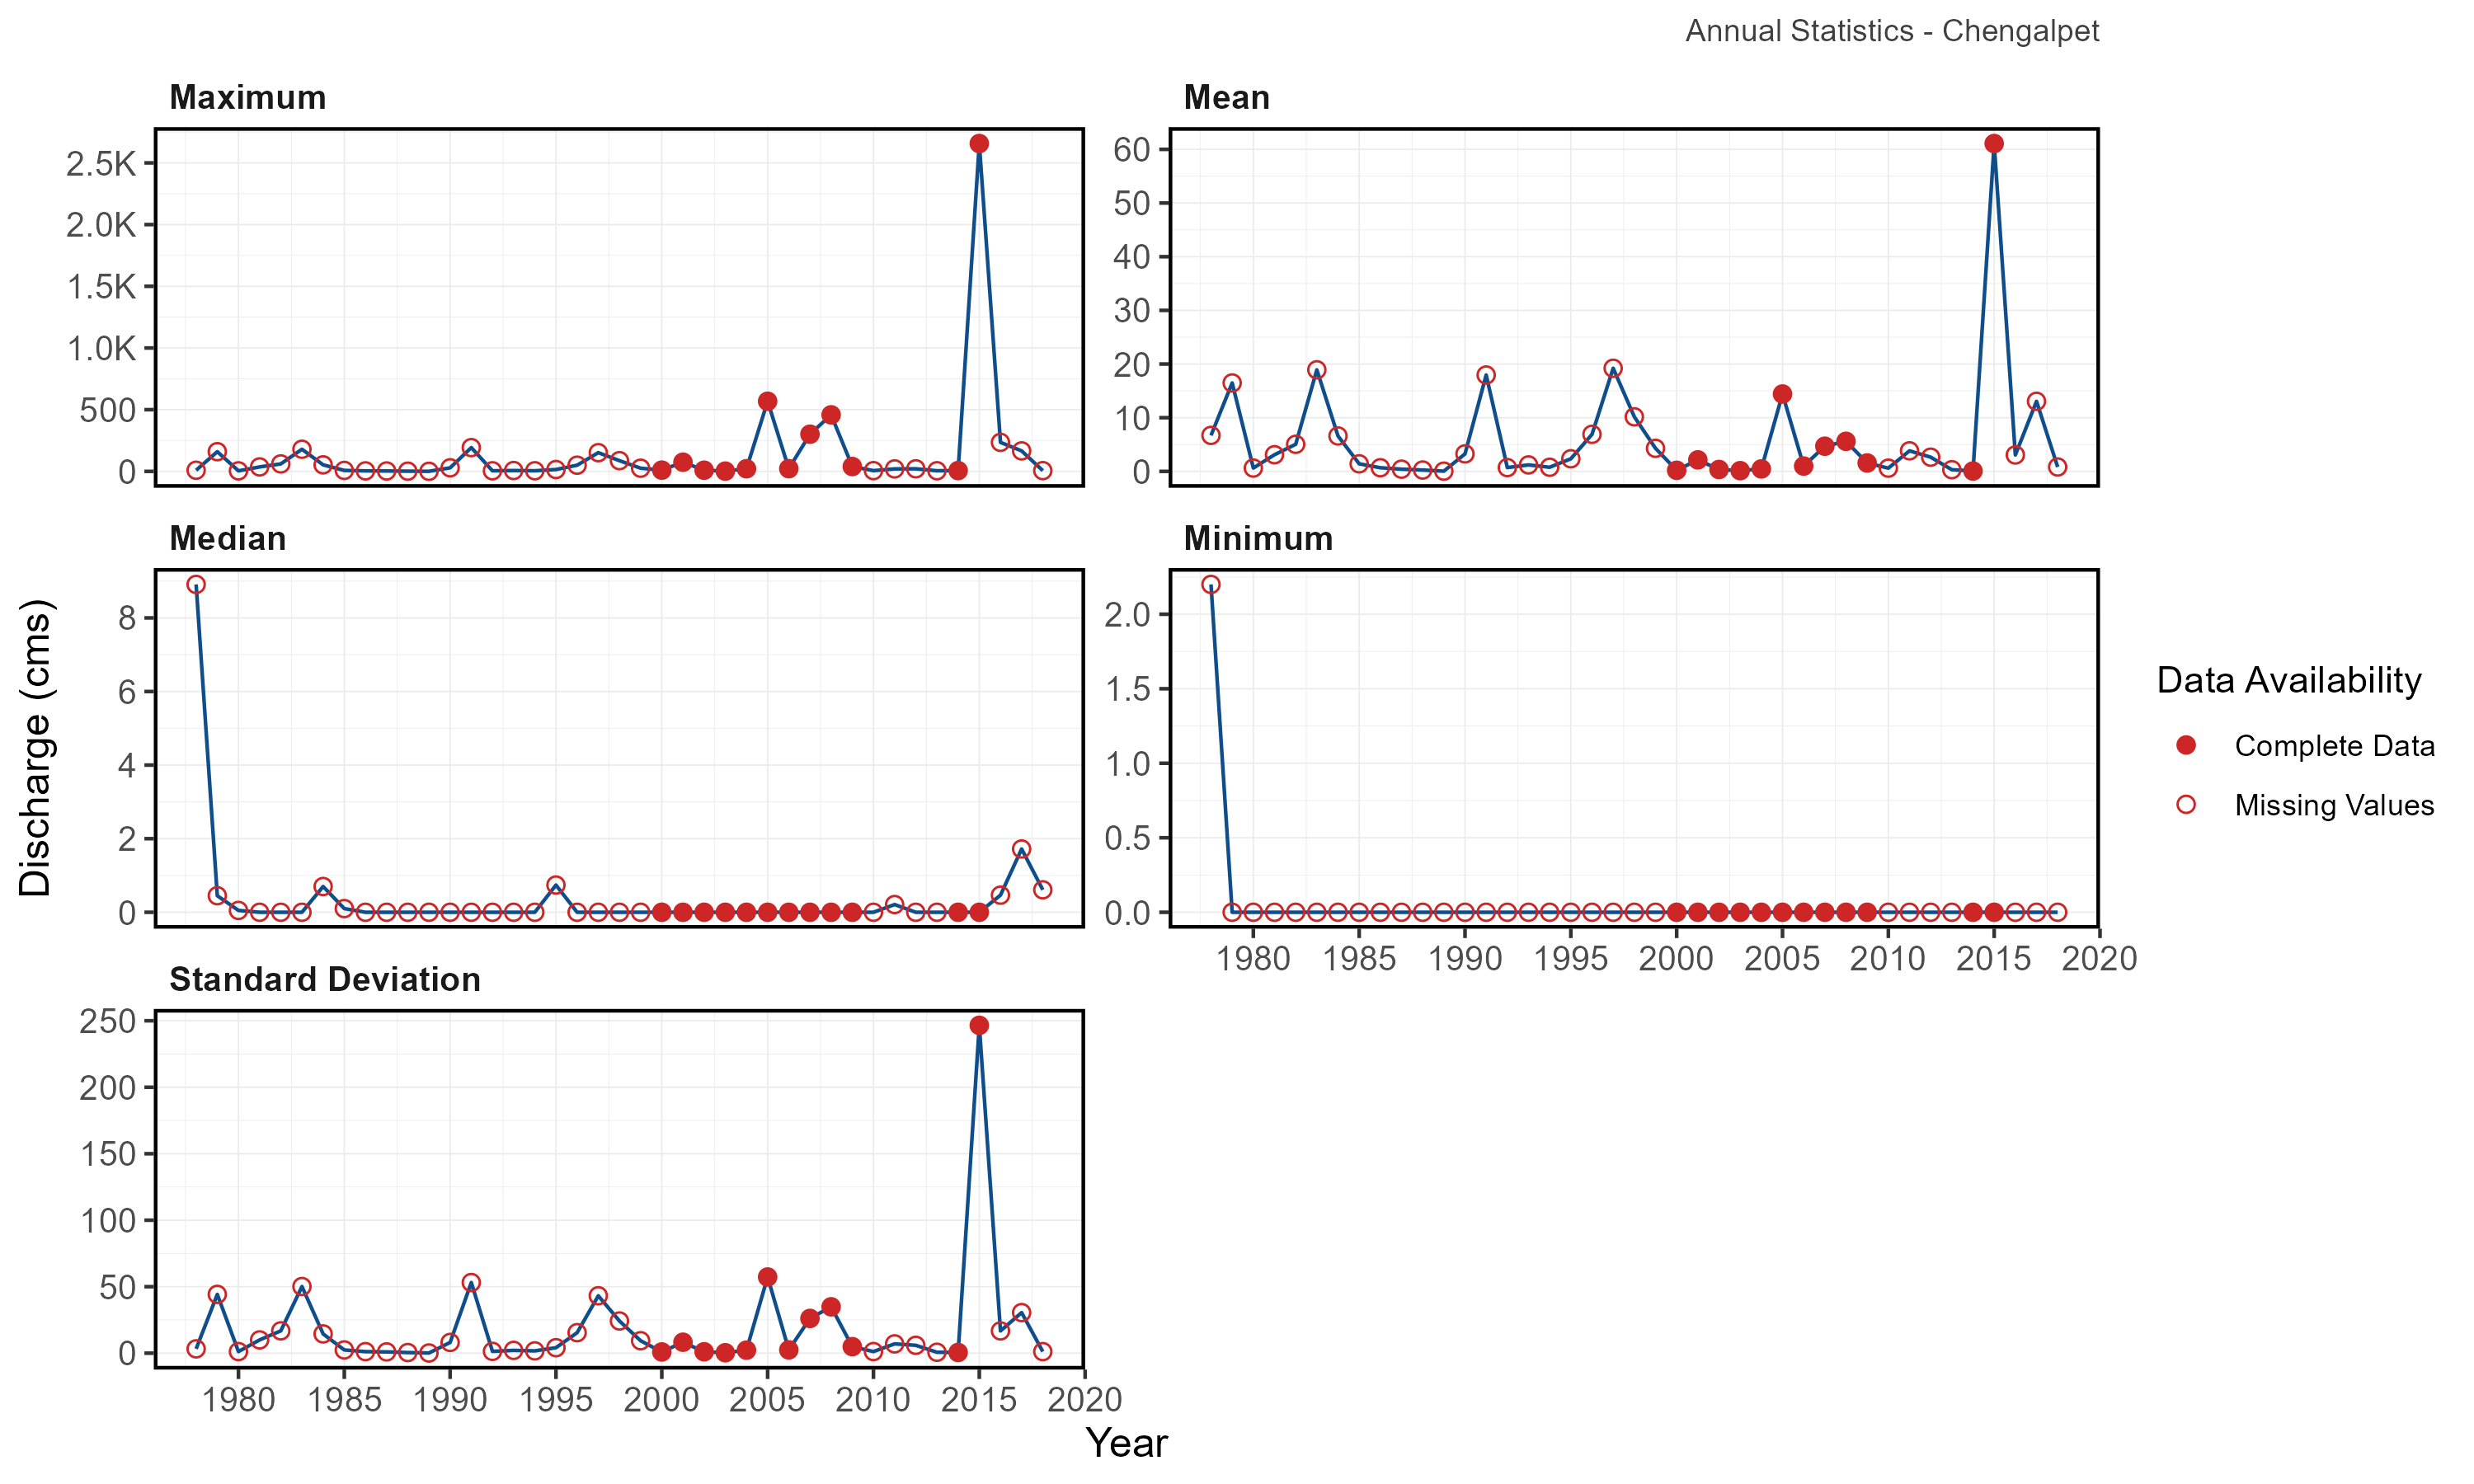 Annual Statistics - Chengalpet
Maximum
2.5K
2.0K
1.5K
1.0K
500
0
Mean
60
50
40
30
20
10
0
Discharge (cms)
Median
8
6
4
2
0
Minimum
2.0
1.5
1.0
0.5
0.0
1980 1985 1990 1995 2000 2005 2010 2015 2020
Standard Deviation
250
200
150
100
50
0
1980 1985 1990 1995 2000 2005 2010 2015 2020
Year
Data Availability
Complete Data
Missing Values